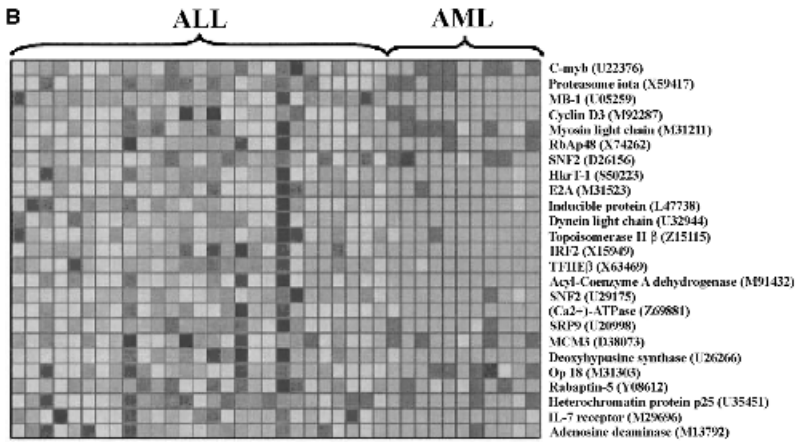 B
ALL AML
C-myb (U22376)
Proteasome iota (X59417)
MB-1 (U05259)
Cyclin D3 (M92287)
Myosin light chain (M31211)
RbAp48 (X74262)
SNF2 (D26156)
HkrT-1 (S50223)
E2A (M31523)
Inducible protein (L47738)
Dynein light chain (U32944)
Topoisomerase II β (Z15115)
IRF2 (X15949)
TFIIEβ (X63469)
Acyl-Coenzyme A dehydrogenase (M91432)
SNF2 (U29175)
(Ca2+)-ATPase (Z69881)
SRP9 (U20998)
MCM3 (D38073)
Deoxyhypusine synthase (U26266)
Op 18 (M31303)
Rabaptin-5 (Y08612)
Heterochromatin protein p25 (U35451)
IL-7 receptor (M29696)
Adenosine deaminase (M13792)